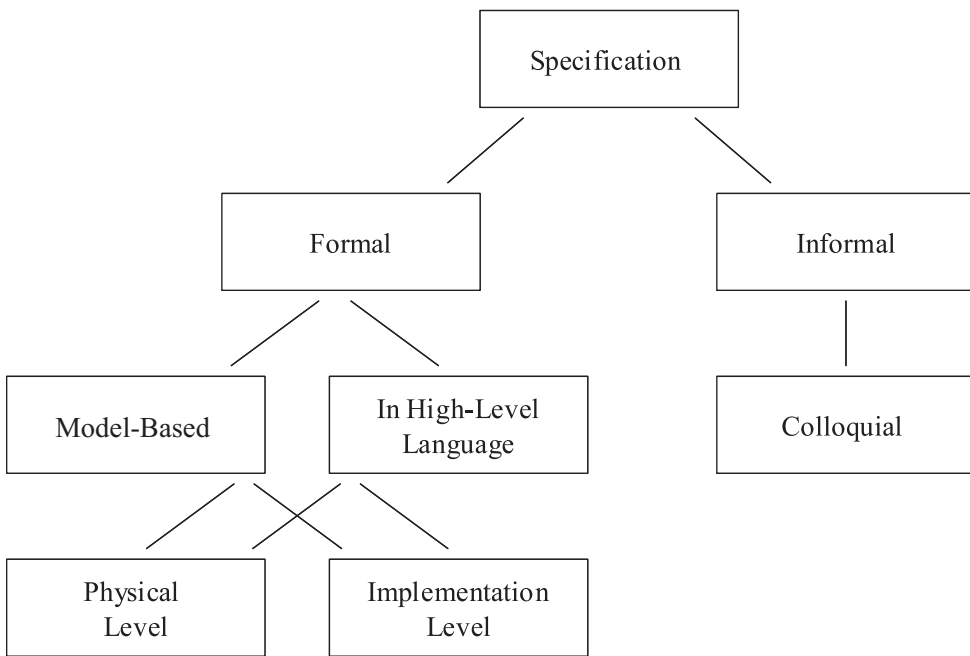 Specification
Formal
Informal
Model-Based
In High-Level
Language
Colloquial
Physical
Level
Implementation
Level